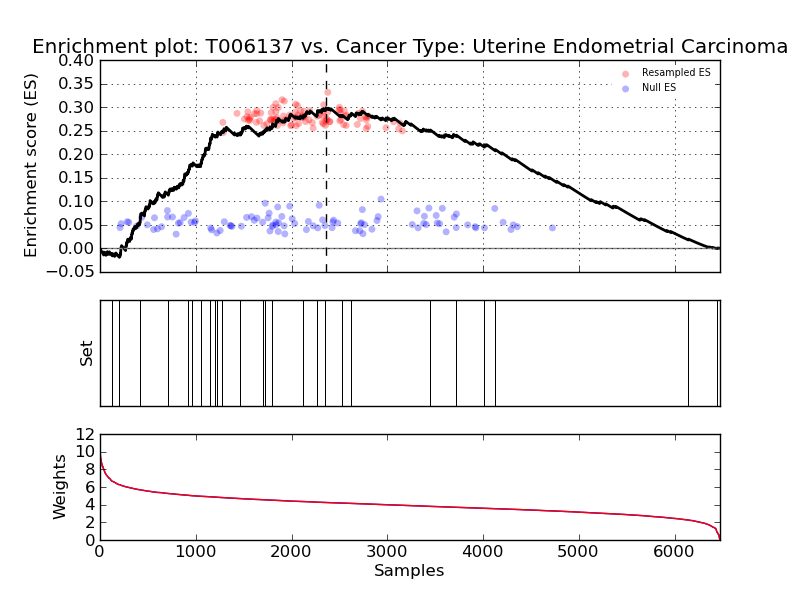 Enrichment plot: T006137 vs. Cancer Type: Uterine Endometrial Carcinoma
0.40
0.35
0.30
0.25
0.20
0.15
0.10
0.05
0.00
−0.05
Enrichment score (ES)
Resampled ES
Null ES
Set
12
10
8
6
4
2
0
Weights
0 1000 2000 3000 4000 5000 6000
Samples